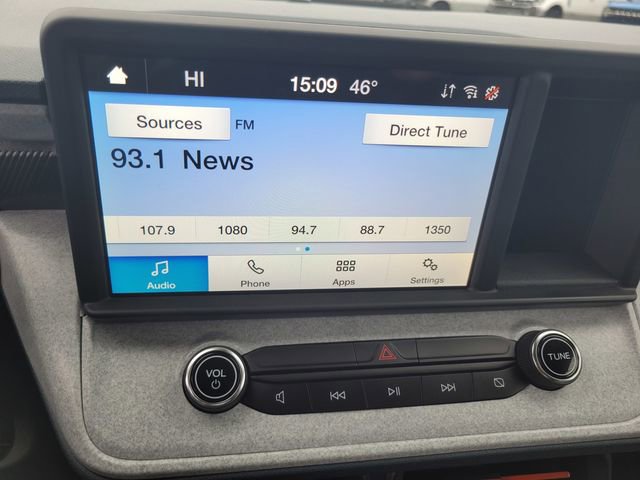 HI 15:09 46°
Sources FM Direct Tune
93.1 News
107.9 1080 94.7 88.7 1350
Audio Phone Apps Settings
VOL TUNE